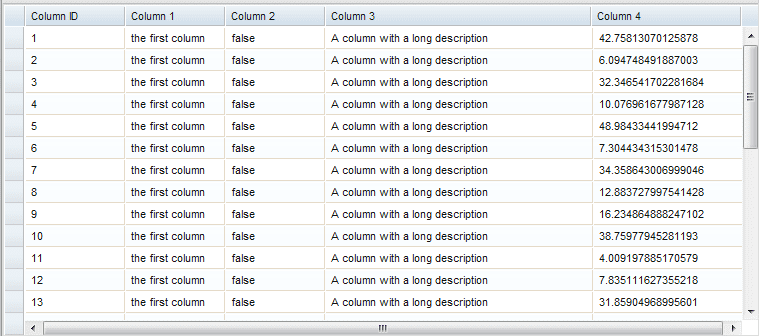 Column ID Column 1 Column 2 Column 3 Column 4
1 the first column false A column with a long description 42.75813070125878
2 the first column false A column with a long description 6.094748491887003
3 the first column false A column with a long description 32.346541702281684
4 the first column false A column with a long description 10.076961677987128
5 the first column false A column with a long description 48.98433441994712
6 the first column false A column with a long description 7.304434315301478
7 the first column false A column with a long description 34.358643006999046
8 the first column false A column with a long description 12.883727997541428
9 the first column false A column with a long description 16.234864888247102
10 the first column false A column with a long description 38.75977945281193
11 the first column false A column with a long description 4.009197885170579
12 the first column false A column with a long description 7.835111627355218
13 the first column false A column with a long description 31.85904968995601